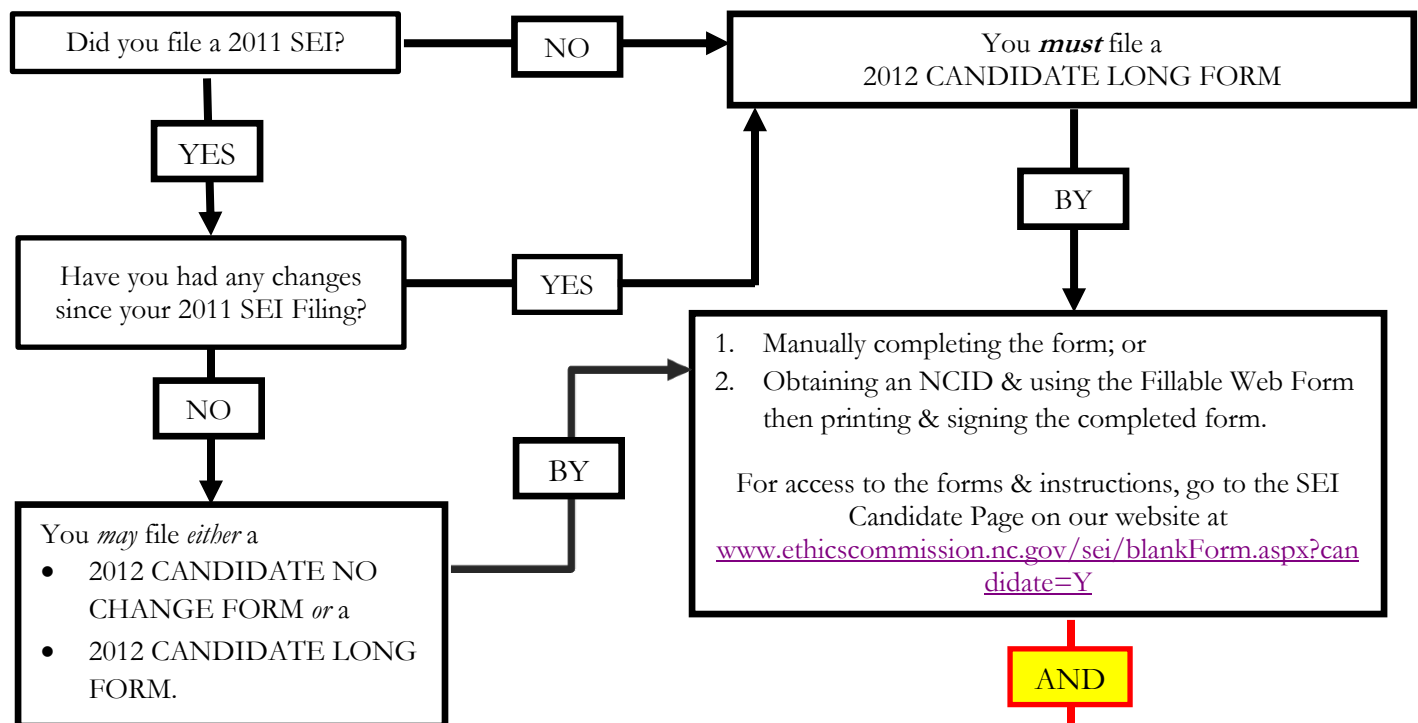 Did you file a 2011 SEI?
NO
You must file a
2012 CANDIDATE LONG FORM
YES
BY
Have you had any changes
since your 2011 SEI Filing?
YES
1. Manually completing the form; or
2. Obtaining an NCID & using the Fillable Web Form
then printing & signing the completed form.
For access to the forms & instructions, go to the SEI
Candidate Page on our website at
www.ethicscommission.nc.gov/sei/blankForm.aspx?can
didate=Y
NO
BY
You may file either a
• 2012 CANDIDATE NO
CHANGE FORM or a
• 2012 CANDIDATE LONG
FORM.
AND